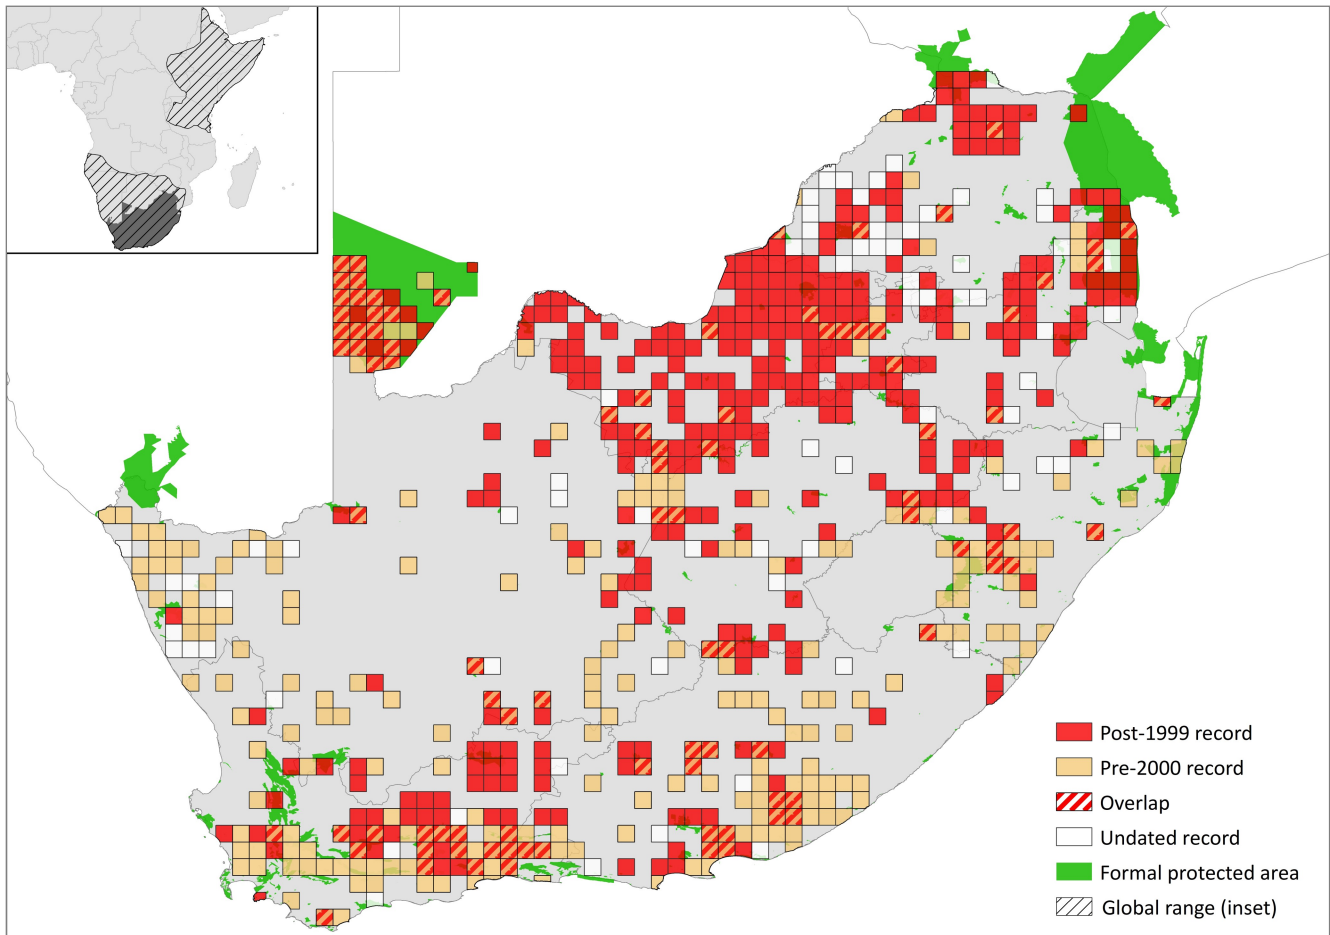 Post-1999 record
Pre-2000 record
Overlap
Undated record
Formal protected area
Global range (inset)